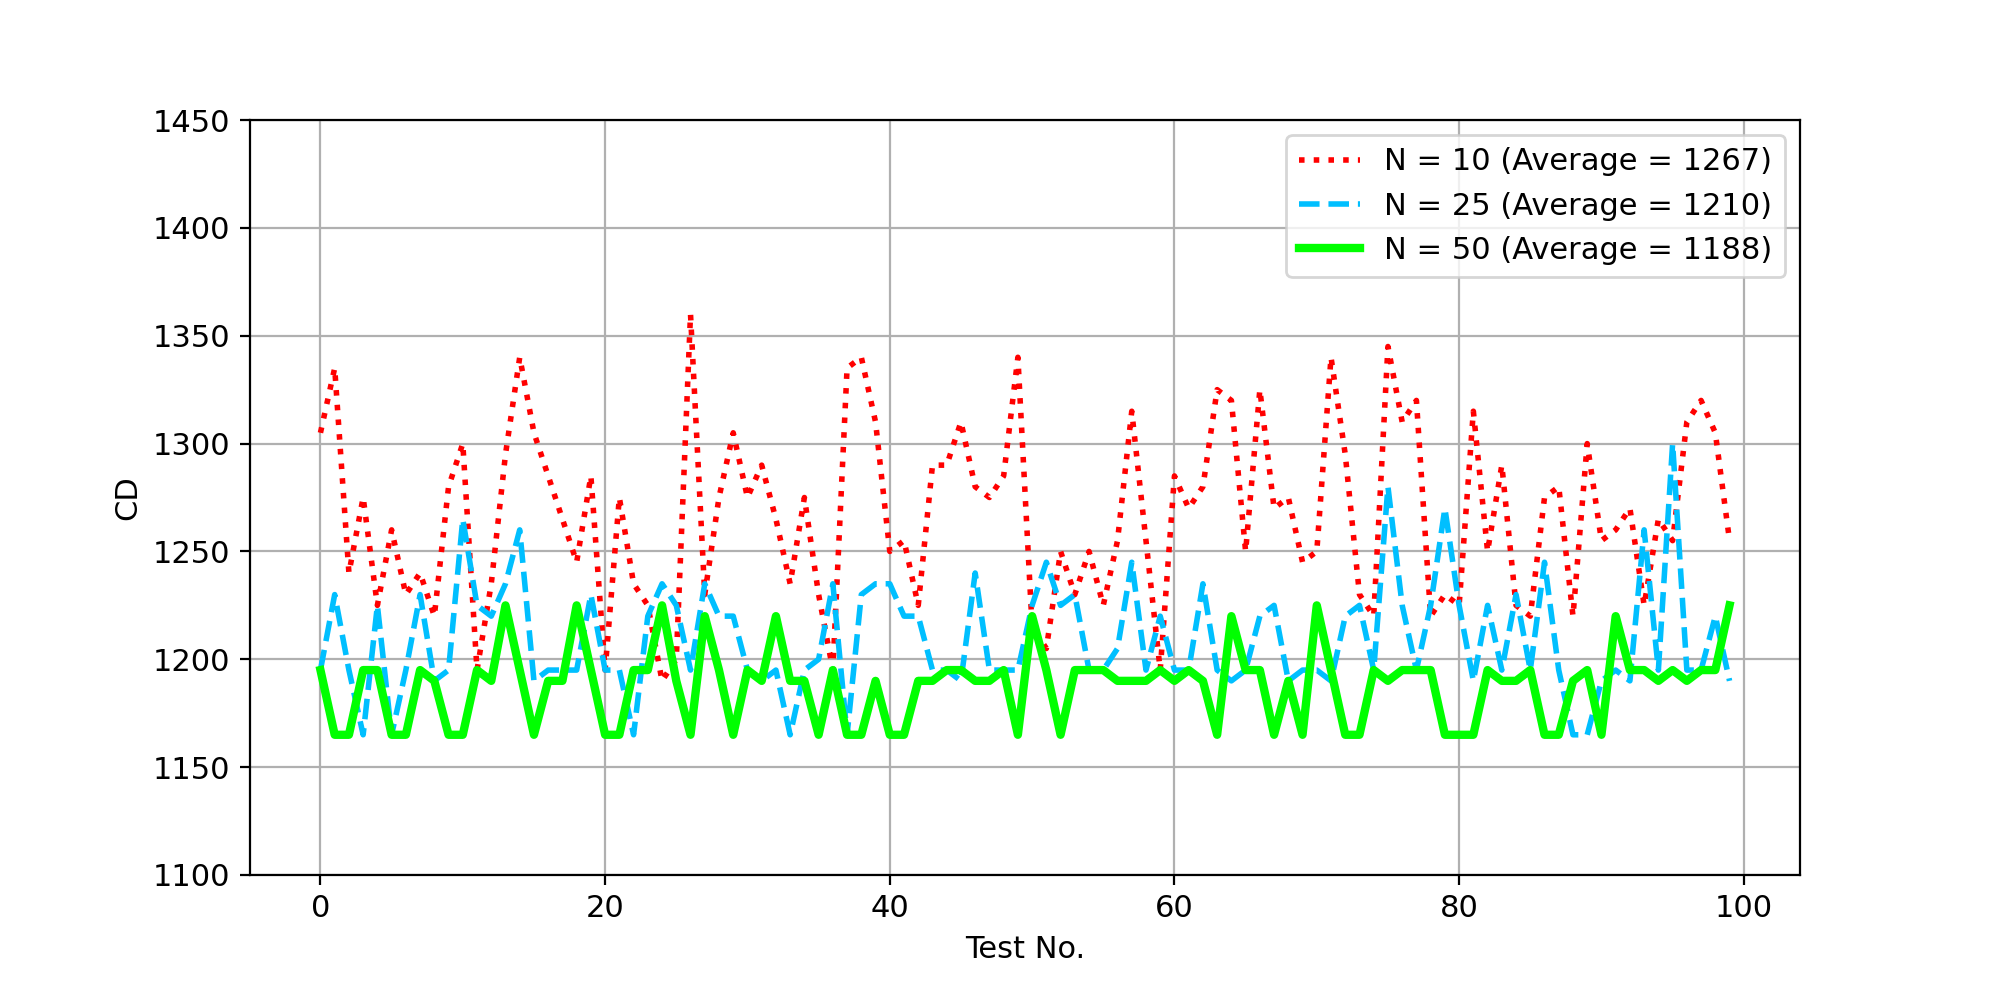 1450
1400
1350
1300
1250
1200
1150
1100
CD
N = 10 (Average = 1267)
N = 25 (Average = 1210)
N = 50 (Average = 1188)
0 20 40 60 80 100
Test No.